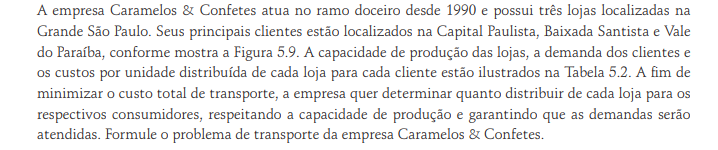 A empresa Caramelos & Confetes atua no ramo doceiro desde 1990 e possui três lojas localizadas na
Grande São Paulo. Seus principais clientes estão localizados na Capital Paulista, Baixada Santista e Vale
do Paraíba, conforme mostra a Figura 5.9. A capacidade de produção das lojas, a demanda dos clientes e
os custos por unidade distribuída de cada loja para cada cliente estão ilustrados na Tabela 5.2. A fim de
minimizar o custo total de transporte, a empresa quer determinar quanto distribuir de cada loja para os
respectivos consumidores, respeitando a capacidade de produção e garantindo que as demandas serão
atendidas. Formule o problema de transporte da empresa Caramelos & Confetes.